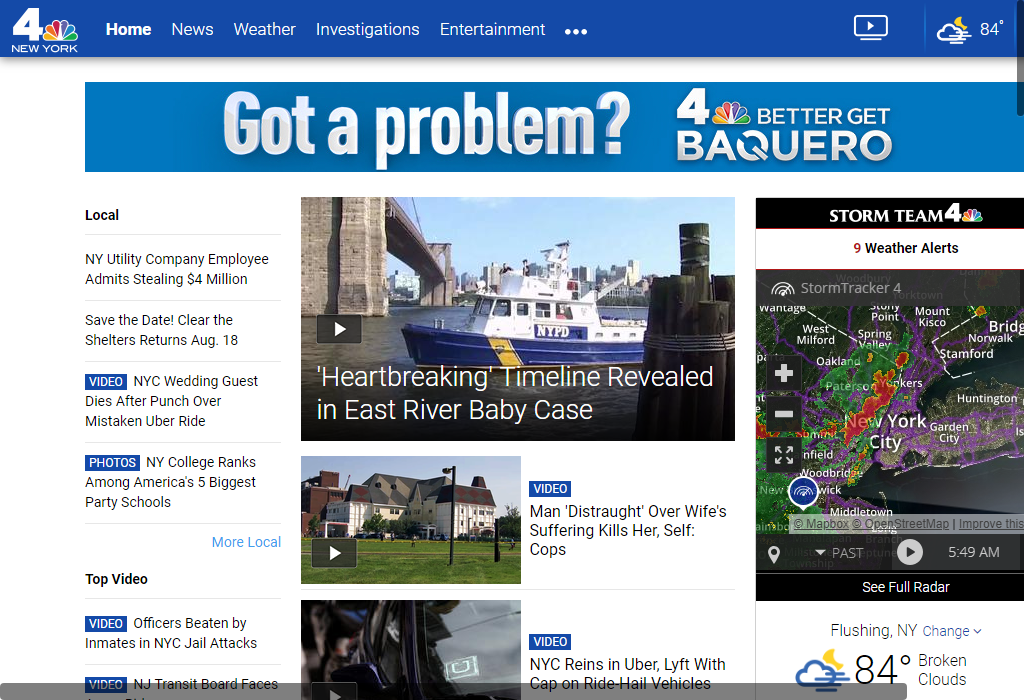 4
NEW YORK
Home News Weather Investigations Entertainment
84°
Got a problem?
4 BETTER GET
BAQUERO
Local
NY Utility Company Employee
Admits Stealing $4 Million
Save the Date! Clear the
Shelters Returns Aug. 18
VIDEO NYC Wedding Guest
Dies After Punch Over
Mistaken Uber Ride
PHOTOS NY College Ranks
Among America's 5 Biggest
Party Schools
More Local
Top Video
VIDEO Officers Beaten by
Inmates in NYC Jail Attacks
VIDEO NJ Transit Board Faces
NYPD
'Heartbreaking' Timeline Revealed
in East River Baby Case
VIDEO
Man 'Distraught' Over Wife's
Suffering Kills Her, Self:
Cops
VIDEO
NYC Reins in Uber, Lyft With
Cap on Ride-Hail Vehicles
STORM TEAM 4
9 Weather Alerts
StormTracker 4
Wantage
Stony
Point
Mount
Kisco
West
Milford
Spring
Valley
Norwalk
Stamford
Oakland
Paterson
Yonkers
Huntington
New York
City
Garden
City
Woodbridge
Middletown
© Mapbox © OpenStreetMap | Improve this
PAST
5:49 AM
See Full Radar
Flushing, NY Change
84° Broken
Clouds